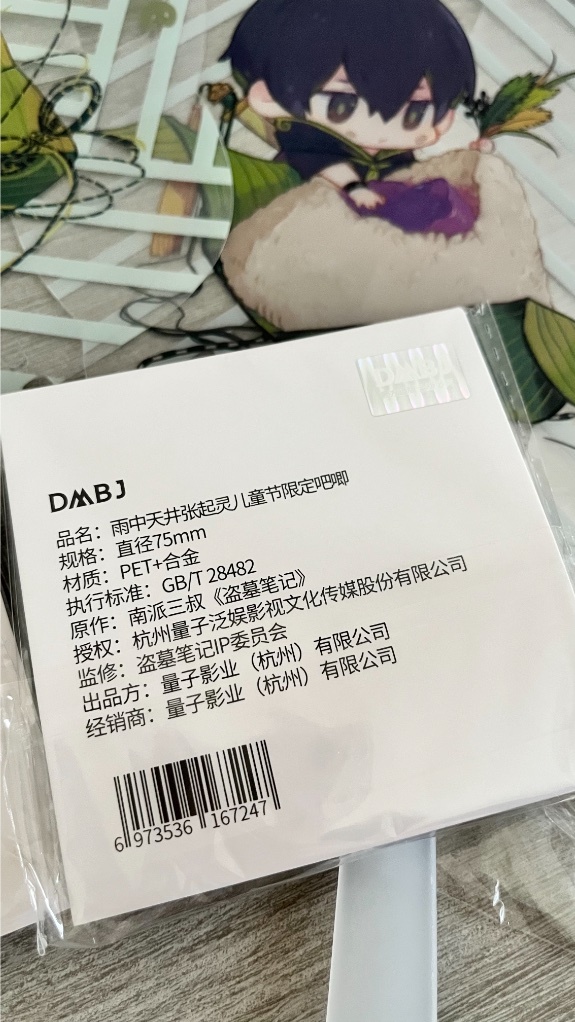 DMBJ
DMBJ
品名：雨中天井张起灵儿童节限定吧唧
规格：直径75mm
材质：PET+合金
执行标准：GB/T 28482
原作：南派三叔《盗墓笔记》
授权：杭州量子泛娱影视文化传媒股份有限公司
监修：盗墓笔记IP委员会
出品方：量子影业（杭州）有限公司
经销商：量子影业（杭州）有限公司
6 973536 167247